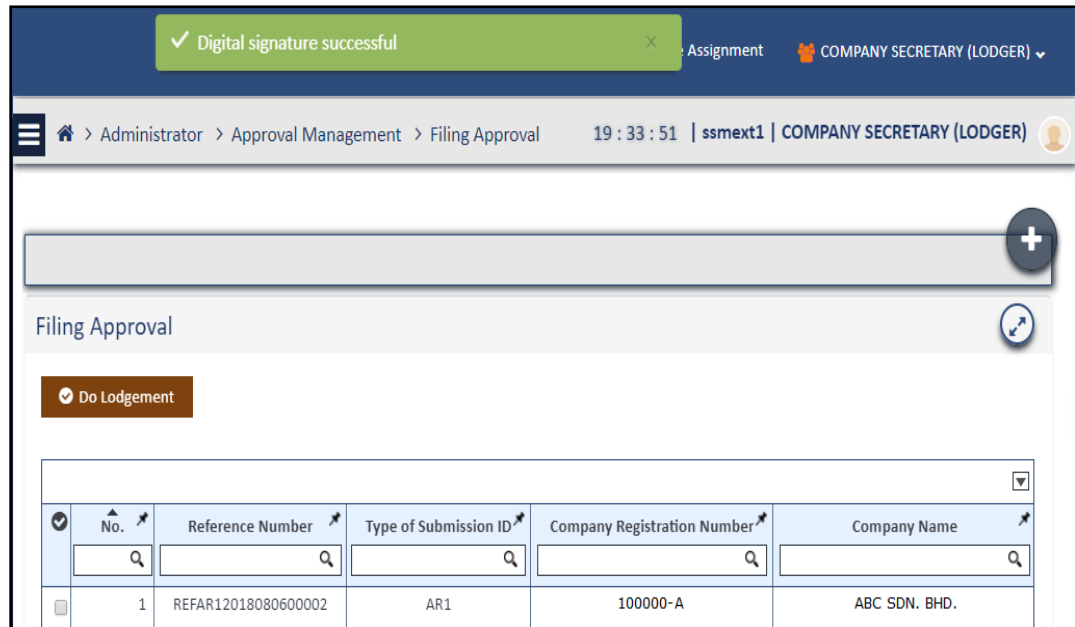 Digital signature successful x
Assignment COMPANY SECRETARY (LODGER)
> Administrator > Approval Management > Filing Approval 19 : 33 : 51 | ssmext1 | COMPANY SECRETARY (LODGER)
Filing Approval
Do Lodgement
No. Reference Number Type of Submission ID Company Registration Number Company Name
1 REFAR12018080600002 AR1 100000-A ABC SDN. BHD.